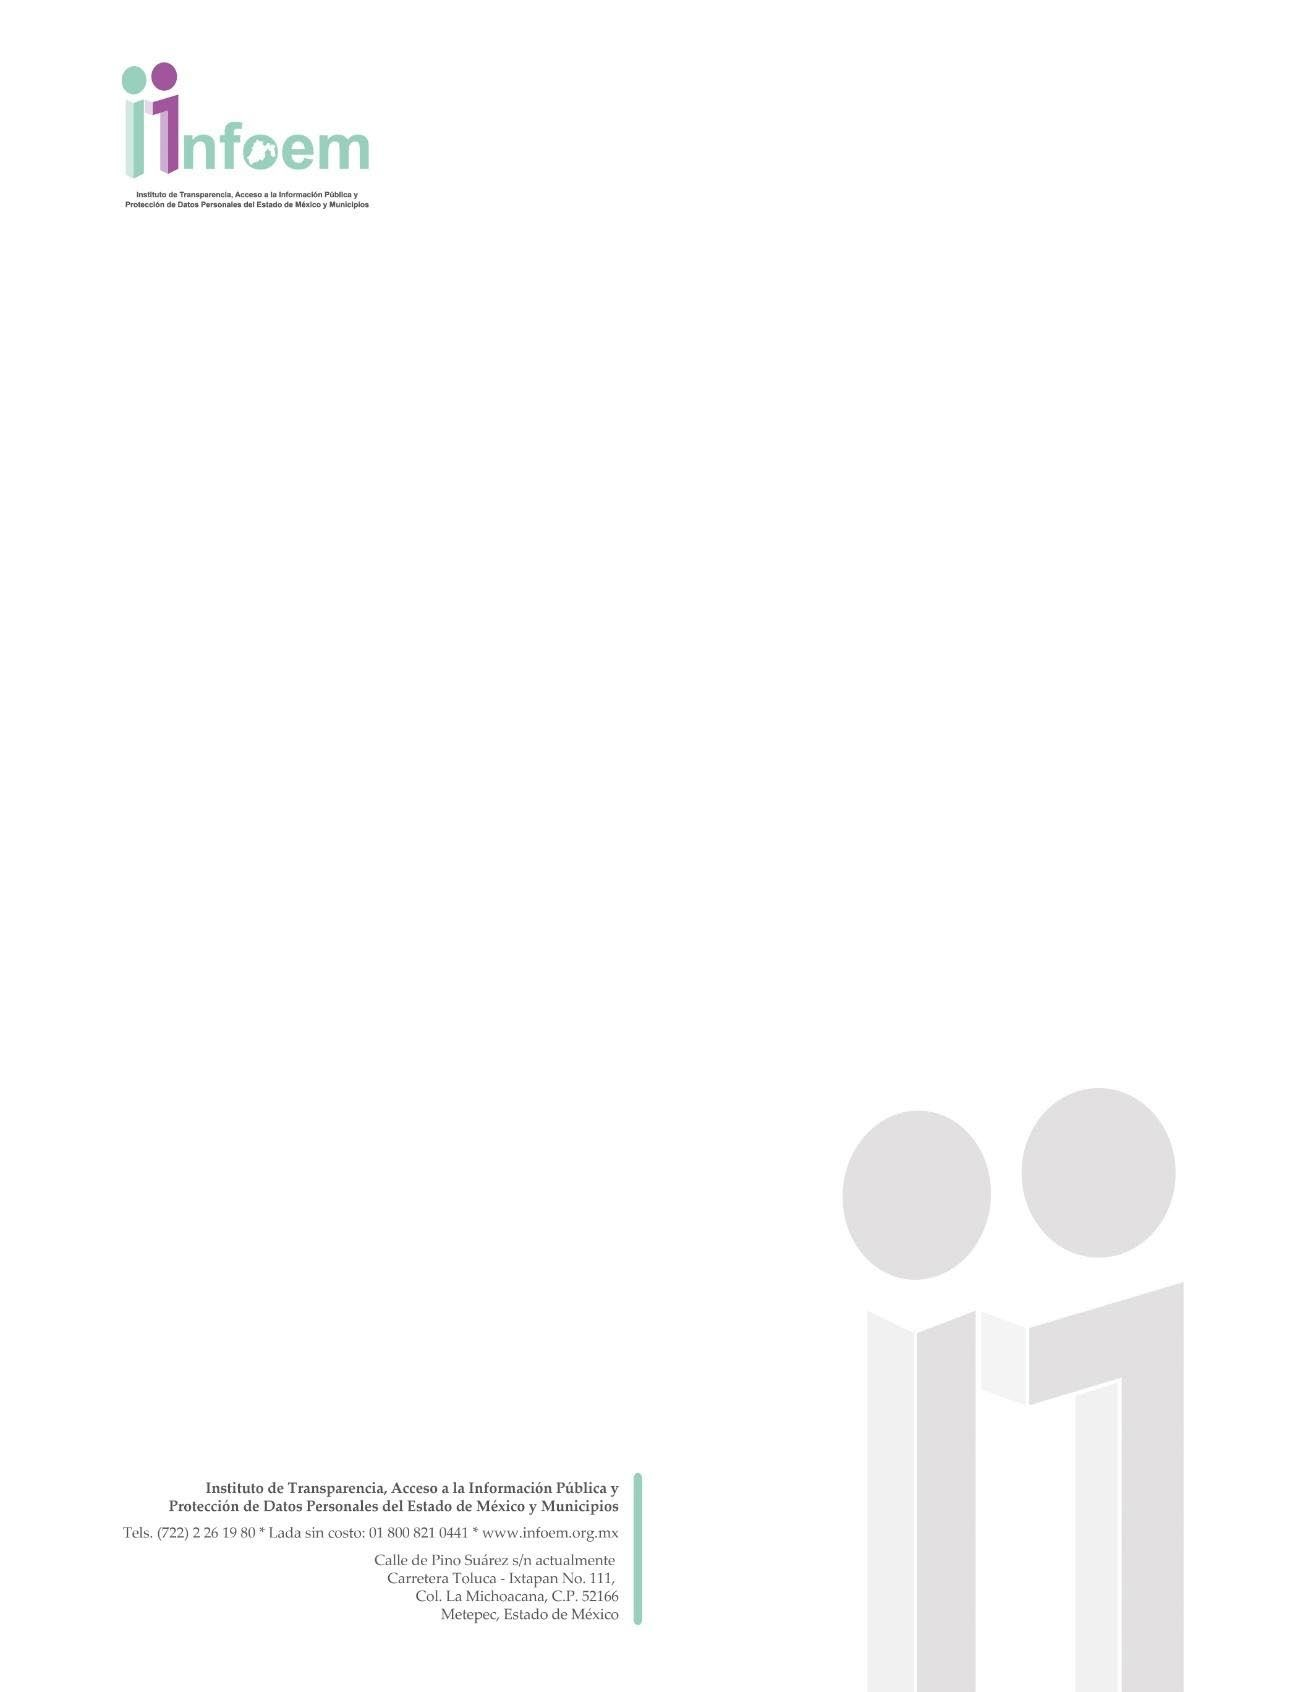 infoem
Instituto de Transparencia, Acceso a la Información Pública y
Protección de Datos Personales del Estado de México y Municipios
Instituto de Transparencia, Acceso a la Información Pública y
Protección de Datos Personales del Estado de México y Municipios
Tels. (722) 2 26 19 80 * Lada sin costo: 01 800 821 0441 * www.infoem.org.mx
Calle de Pino Suárez s/n actualmente
Carretera Toluca - Ixtapan No. 111,
Col. La Michoacana, C.P. 52166
Metepec, Estado de México